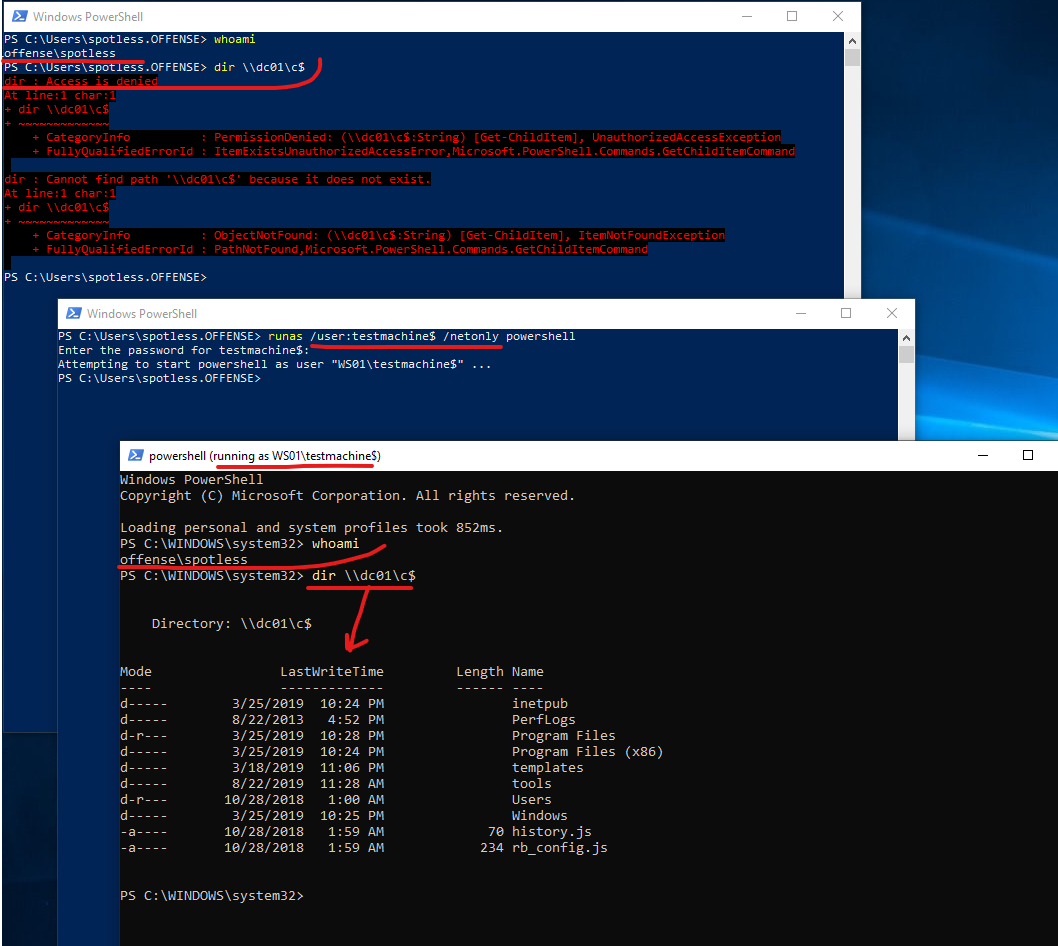 Windows PowerShell
PS C:\Users\spotless.OFFENSE> whoami
offense\spotless
PS C:\Users\spotless.OFFENSE> dir \\dc01\c$
dir : Access is denied
At line:1 char:1
+ dir \\dc01\c$
+ ~~~~~~~~~~~~~
    + CategoryInfo          : PermissionDenied: (\\dc01\c$:String) [Get-ChildItem], UnauthorizedAccessException
    + FullyQualifiedErrorId : ItemExistsUnauthorizedAccessError,Microsoft.PowerShell.Commands.GetChildItemCommand
dir : Cannot find path '\\dc01\c$' because it does not exist.
At line:1 char:1
+ dir \\dc01\c$
+ ~~~~~~~~~~~~~
    + CategoryInfo          : ObjectNotFound: (\\dc01\c$:String) [Get-ChildItem], ItemNotFoundException
    + FullyQualifiedErrorId : PathNotFound,Microsoft.PowerShell.Commands.GetChildItemCommand
PS C:\Users\spotless.OFFENSE>
Windows PowerShell
PS C:\Users\spotless.OFFENSE> runas /user:testmachine$ /netonly powershell
Enter the password for testmachine$:
Attempting to start powershell as user "WS01\testmachine$" ...
PS C:\Users\spotless.OFFENSE>
powershell (running as WS01\testmachine$)
Windows PowerShell
Copyright (C) Microsoft Corporation. All rights reserved.
Loading personal and system profiles took 852ms.
PS C:\WINDOWS\system32> whoami
offense\spotless
PS C:\WINDOWS\system32> dir \\dc01\c$
    Directory: \\dc01\c$
Mode                LastWriteTime         Length Name
----                -------------         ------ ----
d-----        3/25/2019  10:24 PM                inetpub
d-----        8/22/2013   4:52 PM                PerfLogs
d-r---        3/25/2019  10:28 PM                Program Files
d-----        3/25/2019  10:24 PM                Program Files (x86)
d-----        3/18/2019  11:06 PM                templates
d-----        8/22/2019  11:28 AM                tools
d-r---       10/28/2018   1:00 AM                Users
d-----        3/25/2019  10:25 PM                Windows
-a----       10/28/2018   1:59 AM             70 history.js
-a----       10/28/2018   1:59 AM            234 rb_config.js
PS C:\WINDOWS\system32>